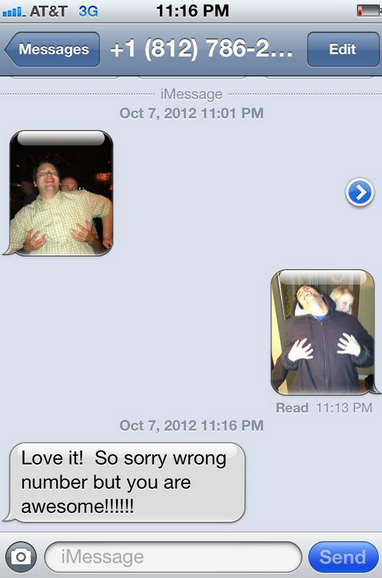 AT&T 3G 11:16 PM
Messages +1 (812) 786-2... Edit
iMessage
Oct 7, 2012 11:01 PM
Read 11:13 PM
Oct 7, 2012 11:16 PM
Love it! So sorry wrong
number but you are
awesome!!!!!!
iMessage Send